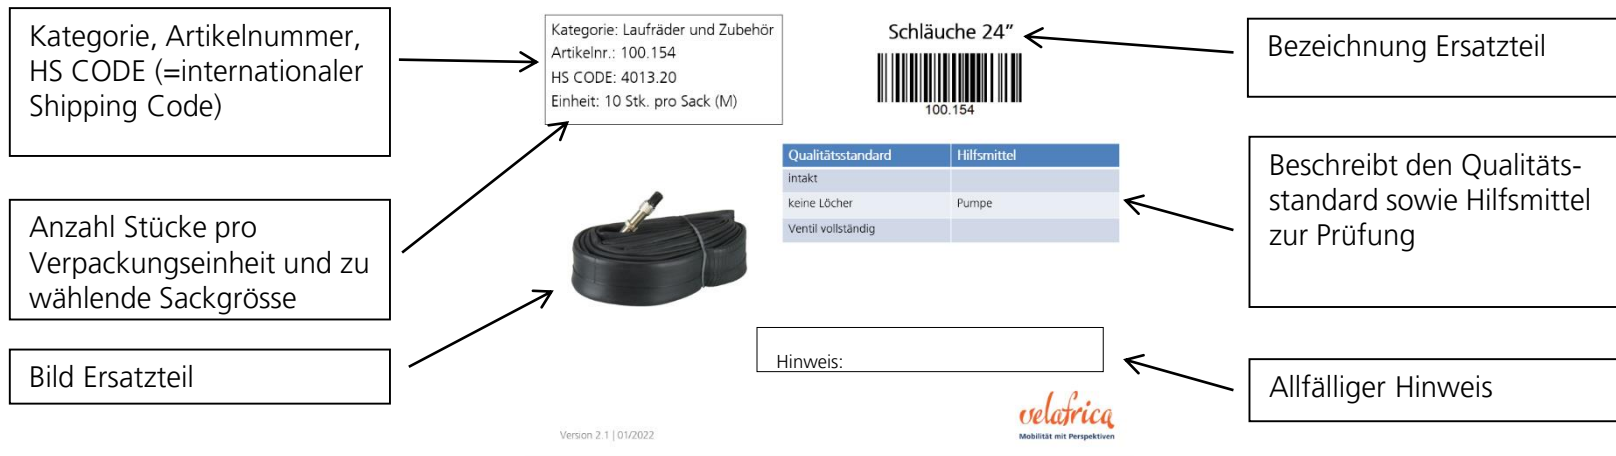 Kategorie, Artikelnummer,
HS CODE (=internationaler
Shipping Code)
Anzahl Stücke pro
Verpackungseinheit und zu
wählende Sackgrösse
Bild Ersatzteil
Kategorie: Laufräder und Zubehör
Artikelnr.: 100.154
HS CODE: 4013.20
Einheit: 10 Stk. pro Sack (M)
Schläuche 24”
100.154
Qualitätsstandard Hilfsmittel
intakt
keine Löcher Pumpe
Ventil vollständig
Hinweis:
velafrica
Mobilität mit Perspektiven
Version 2.1 | 01/2022
Bezeichnung Ersatzteil
Beschreibt den Qualitäts-
standard sowie Hilfsmittel
zur Prüfung
Allfälliger Hinweis